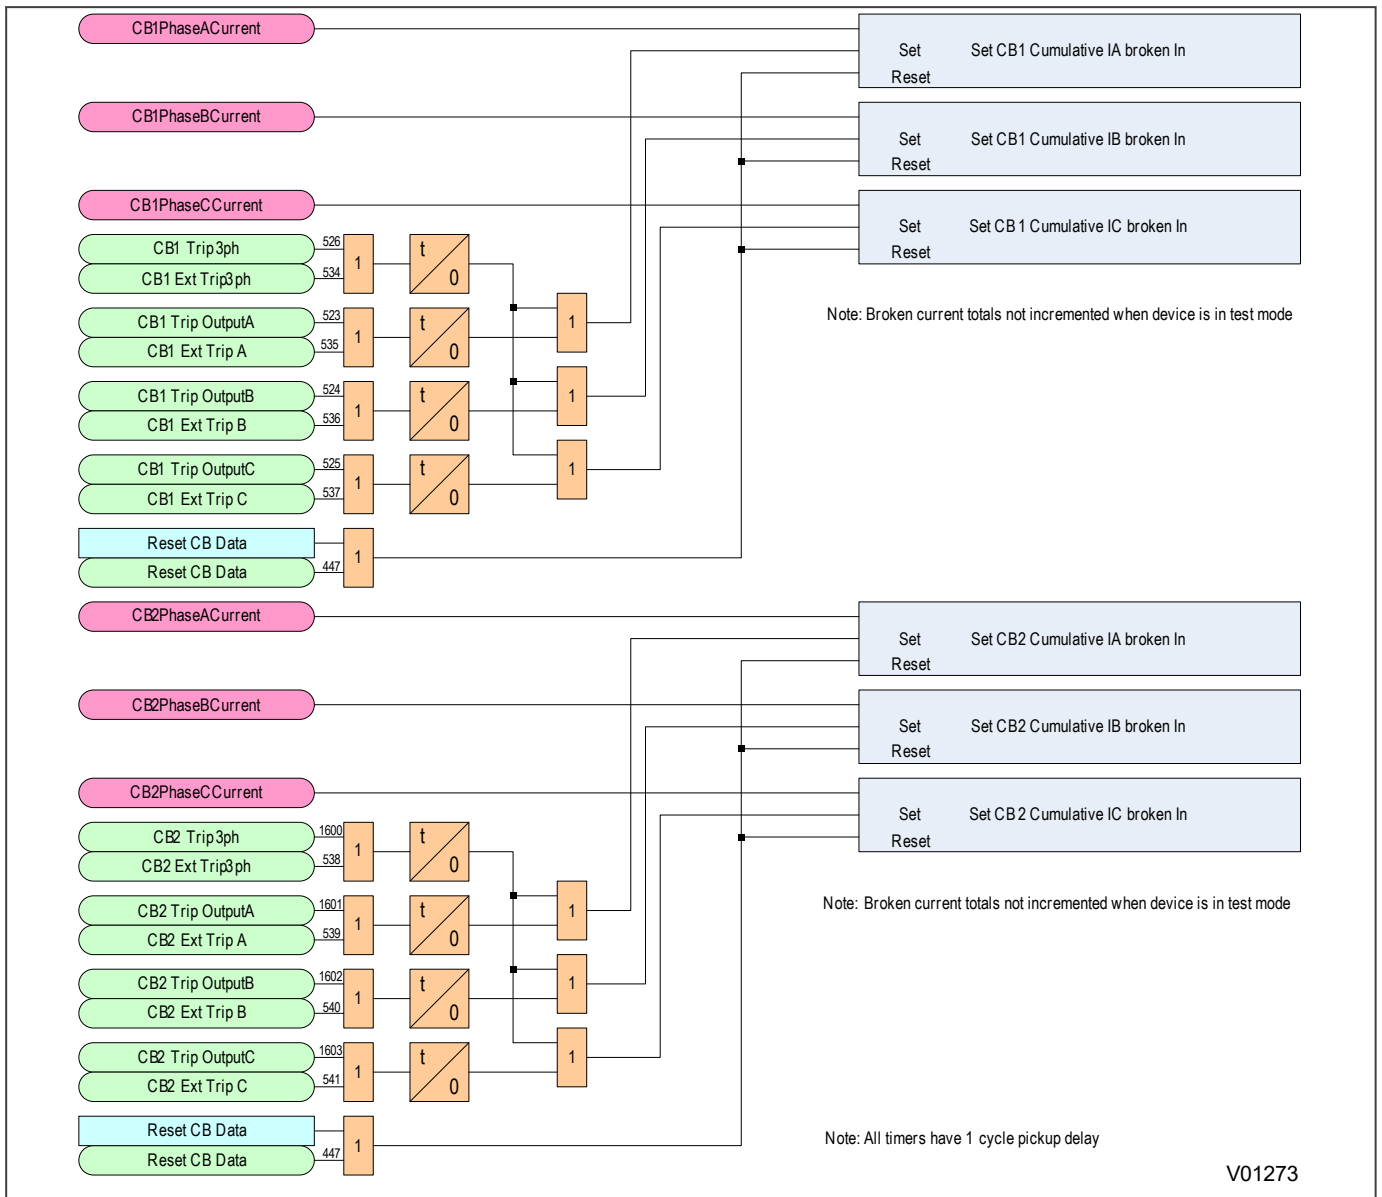 CB1PhaseACurrent
Set Set CB1 Cumulative IA broken In
Reset
CB1PhaseBCurrent
Set Set CB1 Cumulative IB broken In
Reset
CB1PhaseCCurrent
Set Set CB1 Cumulative IC broken In
Reset
CB1 Trip3ph 526
1 t 0
CB1 Ext Trip3ph 534
1
Note: Broken current totals not incremented when device is in test mode
CB1 Trip OutputA 523
1 t 0
CB1 Ext Trip A 535
1
CB1 Trip OutputB 524
1 t 0
CB1 Ext Trip B 536
1
CB1 Trip OutputC 525
1 t 0
CB1 Ext Trip C 537
Reset CB Data
1
Reset CB Data 447
CB2PhaseACurrent
Set Set CB2 Cumulative IA broken In
Reset
CB2PhaseBCurrent
Set Set CB2 Cumulative IB broken In
Reset
CB2PhaseCCurrent
Set Set CB2 Cumulative IC broken In
Reset
CB2 Trip3ph 1600
1 t 0
CB2 Ext Trip3ph 538
1
Note: Broken current totals not incremented when device is in test mode
CB2 Trip OutputA 1601
1 t 0
CB2 Ext Trip A 539
1
CB2 Trip OutputB 1602
1 t 0
CB2 Ext Trip B 540
1
CB2 Trip OutputC 1603
1 t 0
CB2 Ext Trip C 541
Reset CB Data
1
Reset CB Data 447
Note: All timers have 1 cycle pickup delay
V01273